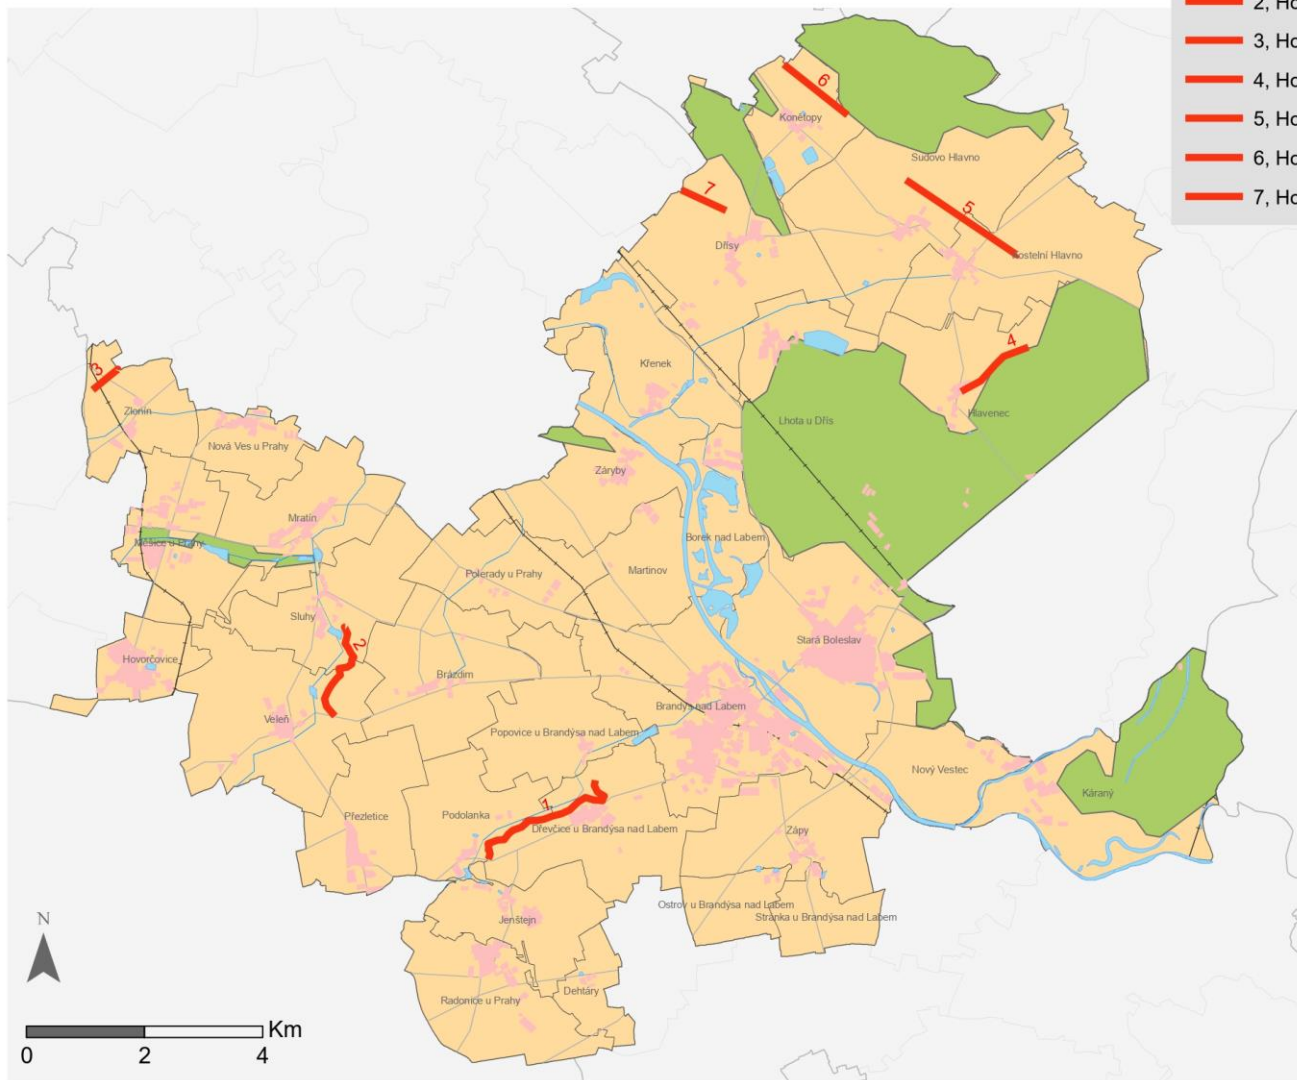 2, Ho
3, Ho
4, Ho
5, Ho
6, Ho
7, Ho
6
Konětopy
Sudovo Hlavno
7
5
Dřísy
Kostelní Hlavno
4
Křenek
3
Zlonín
Hlavenec
Lhota u Dřís
Nová Ves u Prahy
Záryby
Mratín
Borek nad Labem
Měšice u Prahy
Martinov
Polerady u Prahy
Sluhy
Stará Boleslav
2
Hovorčovice
Brázdim
Brandýs nad Labem
Veleň
Popovice u Brandýsa nad Labem
Nový Vestec
Káraný
1
Přezletice
Podolanka
Dřevčice u Brandýsa nad Labem
Zápy
Ostrov u Brandýsa nad Labem
Stránka u Brandýsa nad Labem
Jenštejn
N
Dehtáry
Radonice u Prahy
Km
0 2 4